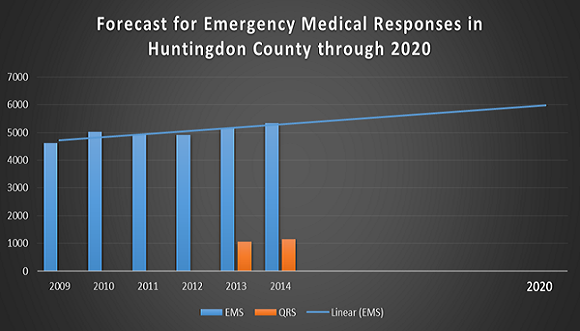 Forecast for Emergency Medical Responses in
Huntingdon County through 2020
7000
6000
5000
4000
3000
2000
1000
0
2009 2010 2011 2012 2013 2014 2020
EMS QRS Linear (EMS)